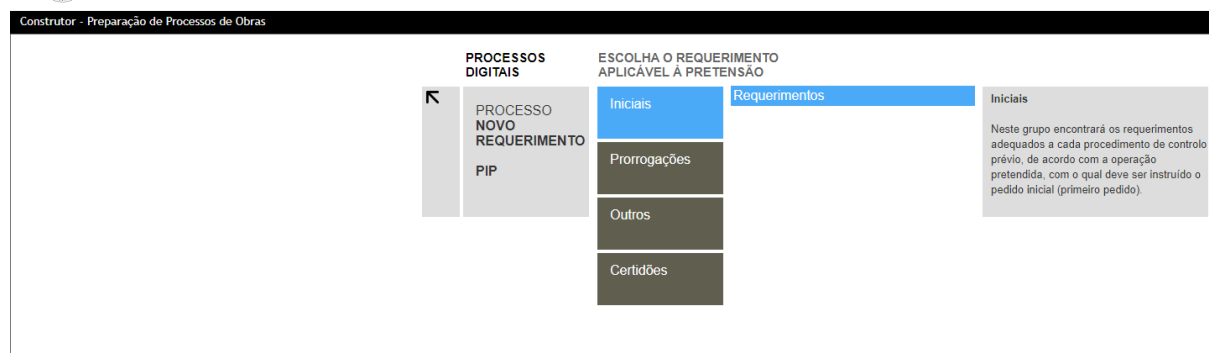 Construtor - Preparação de Processos de Obras
PROCESSOS
DIGITAIS
ESCOLHA O REQUERIMENTO
APLICÁVEL À PRETENSÃO
PROCESSO
NOVO
REQUERIMENTO
PIP
Iniciais
Prorrogações
Outros
Certidões
Requerimentos
Iniciais
Neste grupo encontrará os requerimentos
adequados a cada procedimento de controlo
prévio, de acordo com a operação
pretendida, com o qual deve ser instruído o
pedido inicial (primeiro pedido).